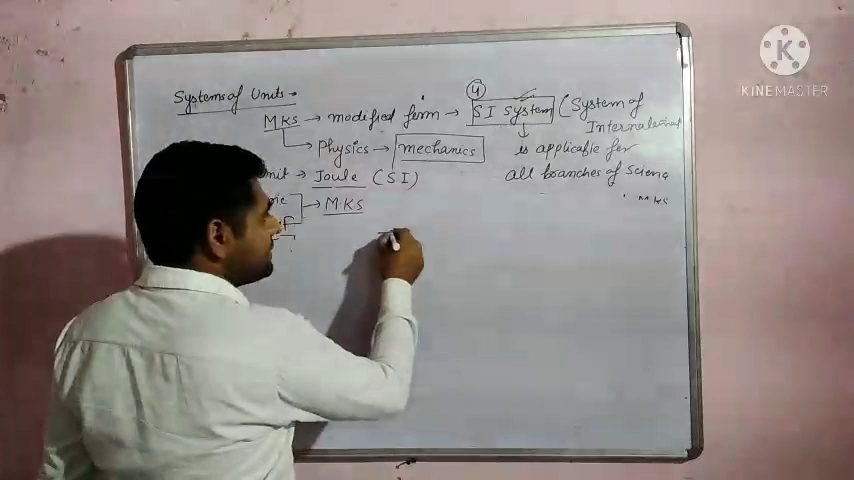 Systems of Units -
4
MKS → modified form → SI System (System of
International
Physics → mechanics
is applicable for
all branches of Science
unit → Joule (SI)
→ MKS
MKS
K
KINEMASTER